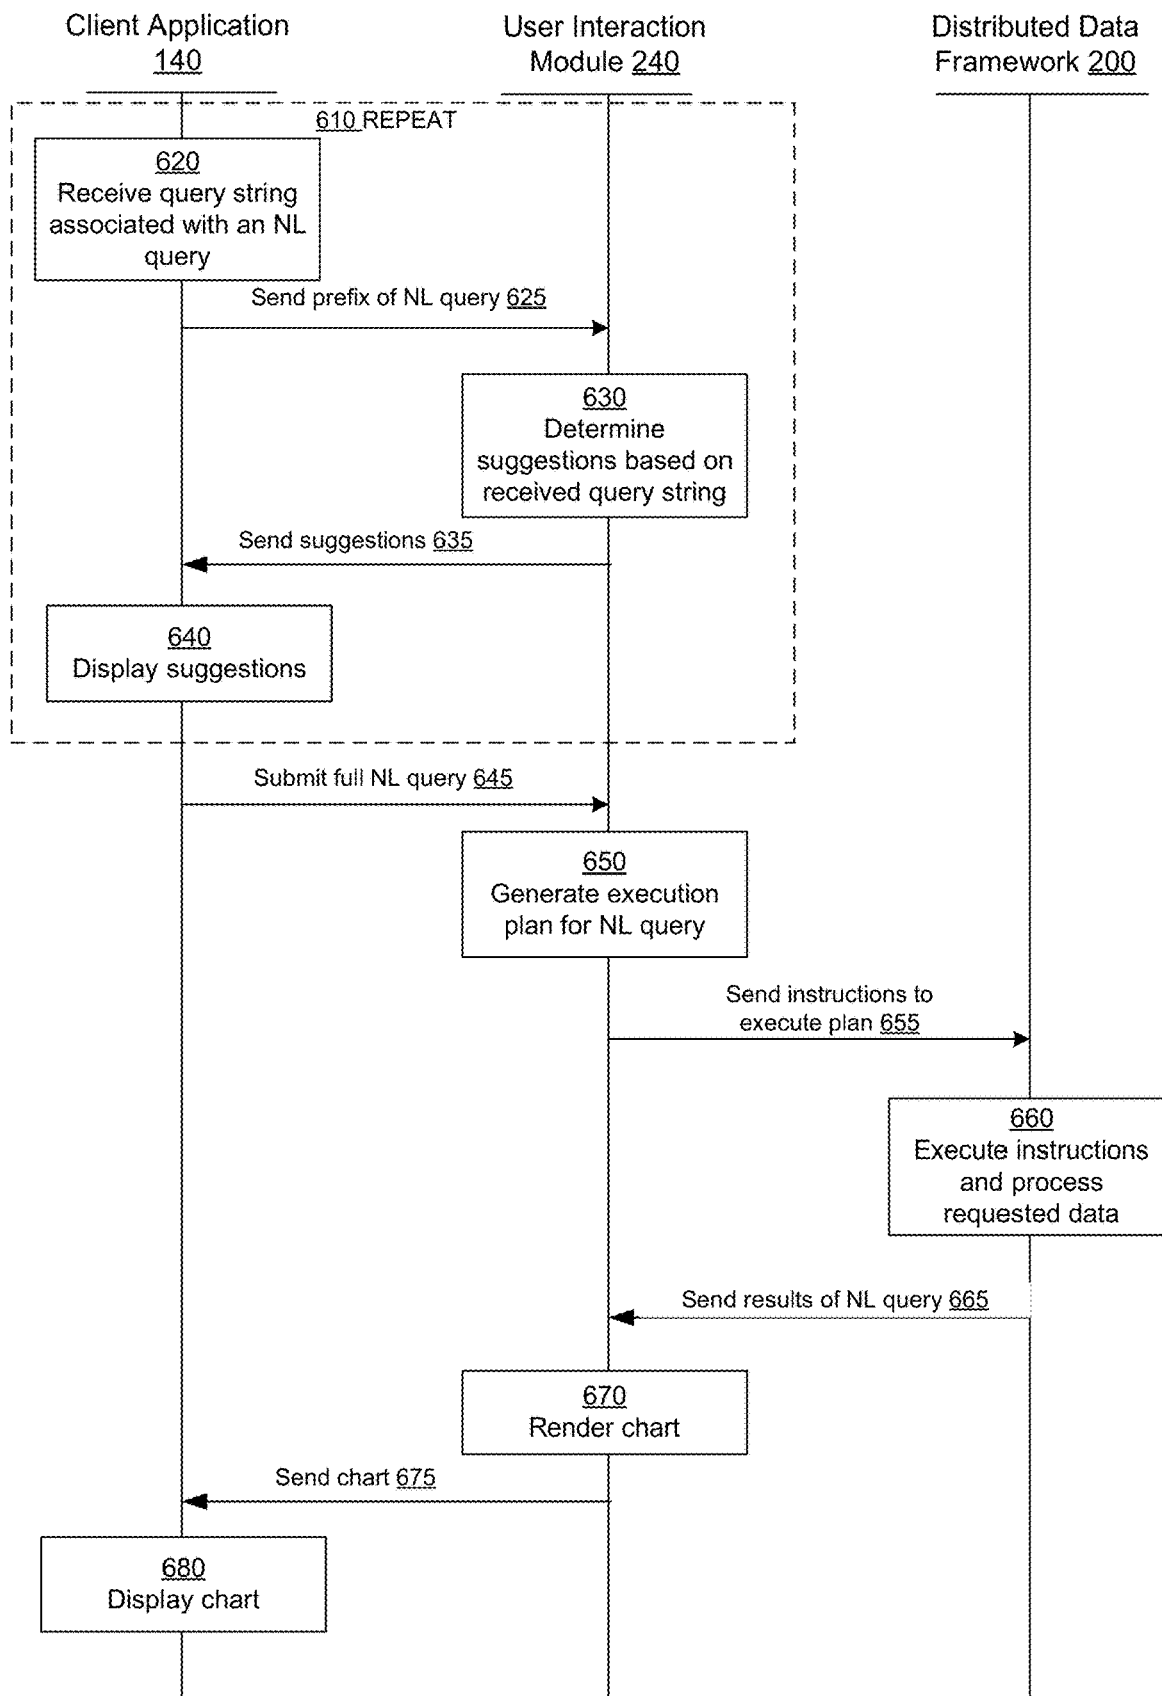 Client Application
140
User Interaction
Module 240
Distributed Data
Framework 200
610 REPEAT
620
Receive query string
associated with an NL
query
Send prefix of NL query 625
630
Determine
suggestions based on
received query string
Send suggestions 635
640
Display suggestions
Submit full NL query 645
650
Generate execution
plan for NL query
Send instructions to
execute plan 655
660
Execute instructions
and process
requested data
Send results of NL query 665
670
Render chart
Send chart 675
680
Display chart